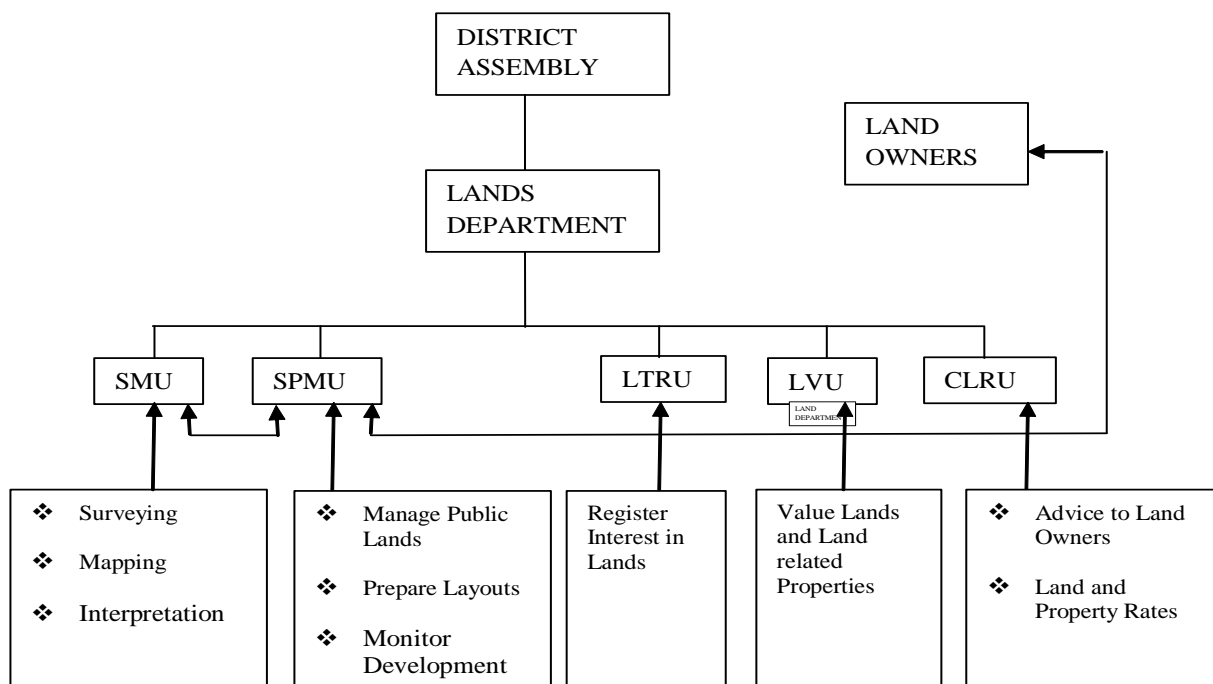 DISTRICT
ASSEMBLY
LAND
OWNERS
LANDS
DEPARTMENT
SMU
SPMU
LTRU
LVU
CLRU
LAND
DEPARTMENT
❖ Surveying
❖ Mapping
❖ Interpretation
❖ Manage Public
Lands
❖ Prepare Layouts
❖ Monitor
Development
Register
Interest in
Lands
Value Lands
and Land
related
Properties
❖ Advice to Land
Owners
❖ Land and
Property Rates